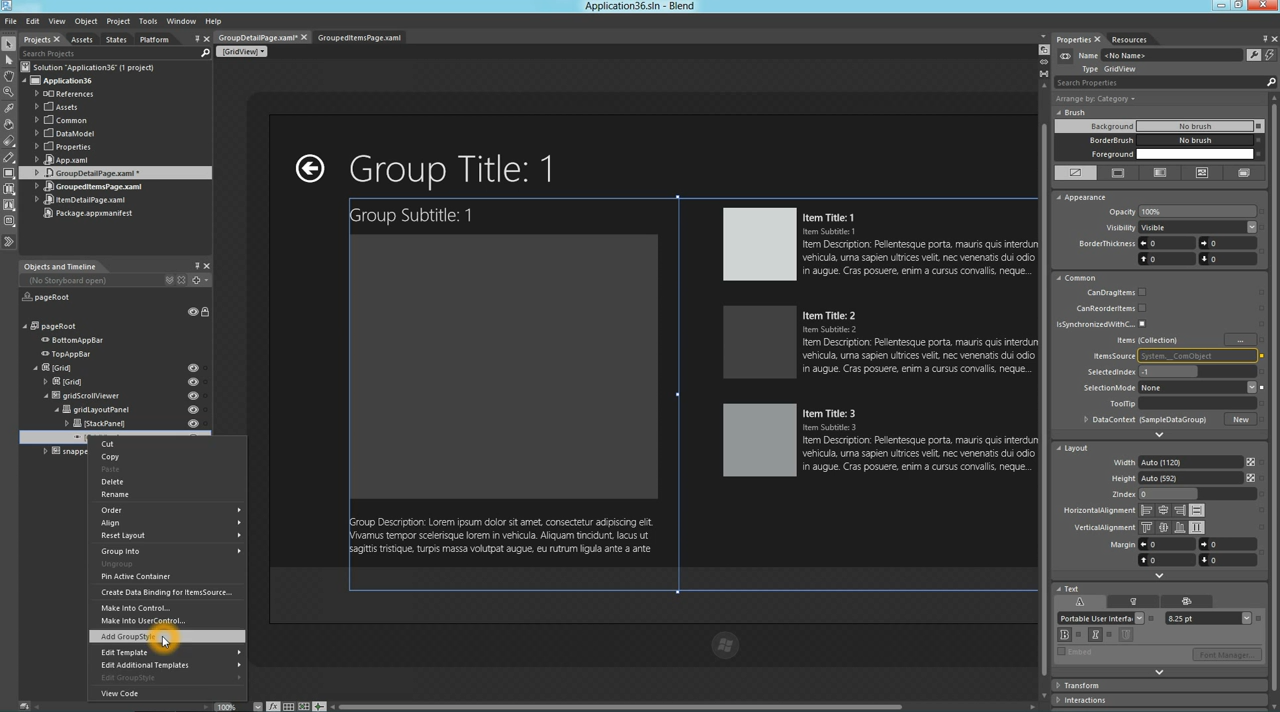 Application36.sln - Blend
File Edit View Object Project Tools Window Help
Projects Assets States Platform
Search Projects
Solution "Application36" (1 project)
Application36
References
Assets
Common
DataModel
Properties
App.xaml
GroupDetailPage.xaml *
GroupedItemsPage.xaml
ItemDetailPage.xaml
Package.appxmanifest
Objects and Timeline
(No Storyboard open)
pageRoot
pageRoot
BottomAppBar
TopAppBar
[Grid]
[Grid]
gridScrollViewer
gridLayoutPanel
[StackPanel]
snappe
Cut
Copy
Paste
Delete
Rename
Order
Align
Reset Layout
Group Into
Ungroup
Pin Active Container
Create Data Binding for ItemsSource...
Make Into Control...
Make Into UserControl...
Add GroupStyle
Edit Template
Edit Additional Templates
Edit GroupStyle
View Code
GroupDetailPage.xaml* GroupedItemsPage.xaml
[GridView]
Group Title: 1
Group Subtitle: 1
Group Description: Lorem ipsum dolor sit amet, consectetur adipiscing elit.
Vivamus tempor scelerisque lorem in vehicula. Aliquam tincidunt, lacus ut
sagittis tristique, turpis massa volutpat augue, eu rutrum ligula ante a ante
Item Title: 1
Item Subtitle: 1
Item Description: Pellentesque porta, mauris quis interdum
vehicula, urna sapien ultrices velit, nec venenatis dui odio
in augue. Cras posuere, enim a cursus convallis, neque...
Item Title: 2
Item Subtitle: 2
Item Description: Pellentesque porta, mauris quis interdum
vehicula, urna sapien ultrices velit, nec venenatis dui odio
in augue. Cras posuere, enim a cursus convallis, neque...
Item Title: 3
Item Subtitle: 3
Item Description: Pellentesque porta, mauris quis interdum
vehicula, urna sapien ultrices velit, nec venenatis dui odio
in augue. Cras posuere, enim a cursus convallis, neque...
100%
Properties Resources
Name <No Name>
Type GridView
Search Properties
Arrange by: Category
Brush
Background No brush
BorderBrush No brush
Foreground
Appearance
Opacity 100%
Visibility Visible
BorderThickness 0 0
0 0
Common
CanDragItems
CanReorderItems
IsSynchronizedWithC...
Items (Collection) ...
ItemsSource System.__ComObject
SelectedIndex -1
SelectionMode None
ToolTip
DataContext (SampleDataGroup) New
Layout
Width Auto (1120)
Height Auto (592)
ZIndex 0
HorizontalAlignment
VerticalAlignment
Margin 0 0
0 0
Text
Portable User Interfa 8.25 pt
B I U
Embed Font Manager...
Transform
Interactions